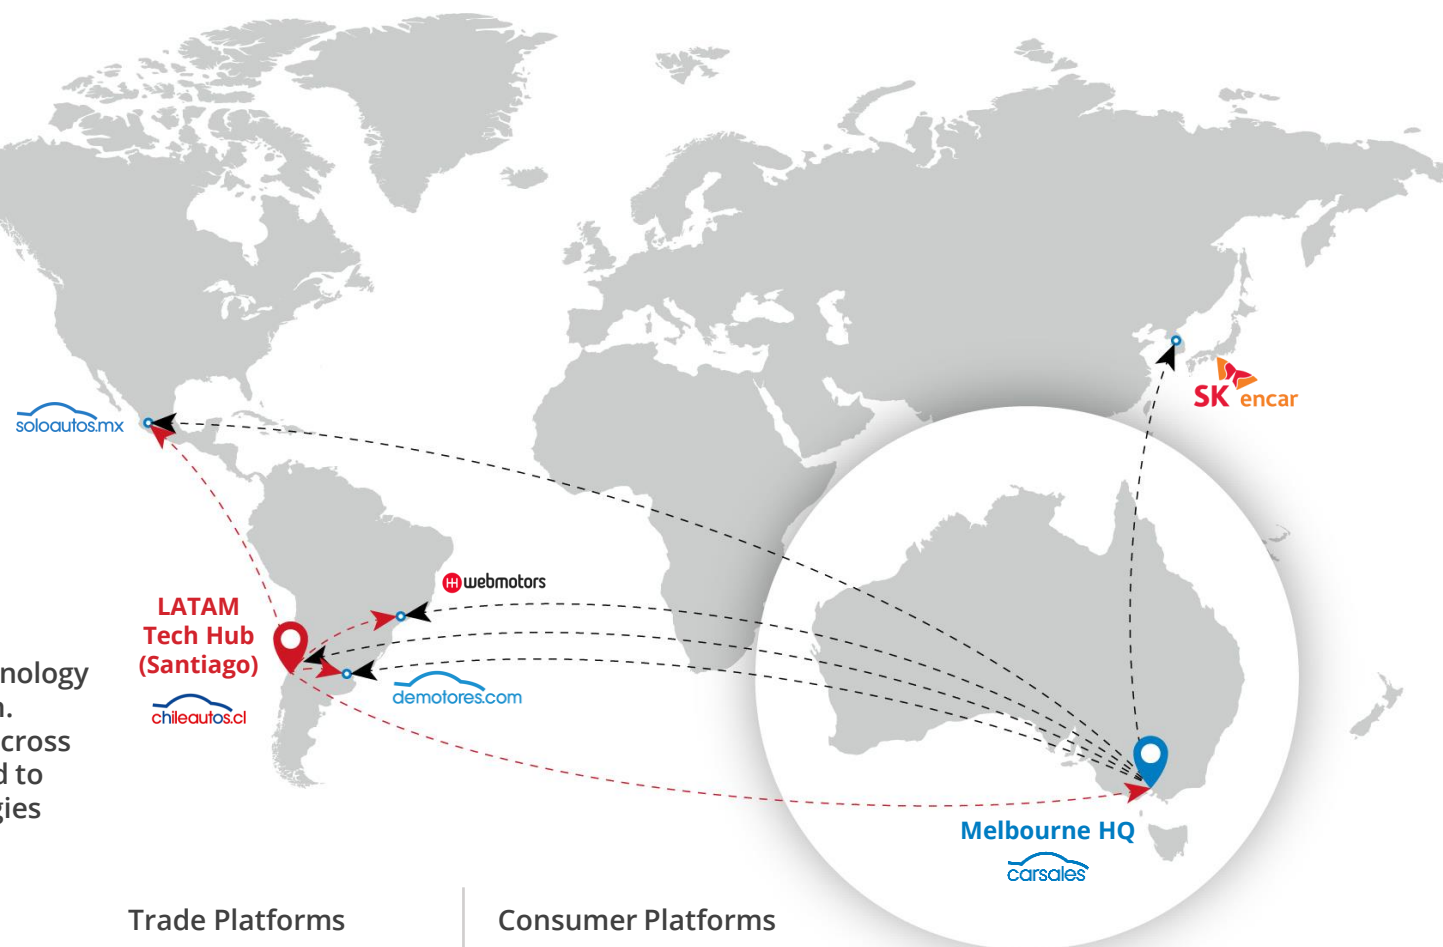 soloautos.mx
SK encar
webmotors
LATAM
Tech Hub
(Santiago)
chileautos.cl
demotores.com
nology
cross
d to
gies
Melbourne HQ
carsales
Trade Platforms
Consumer Platforms